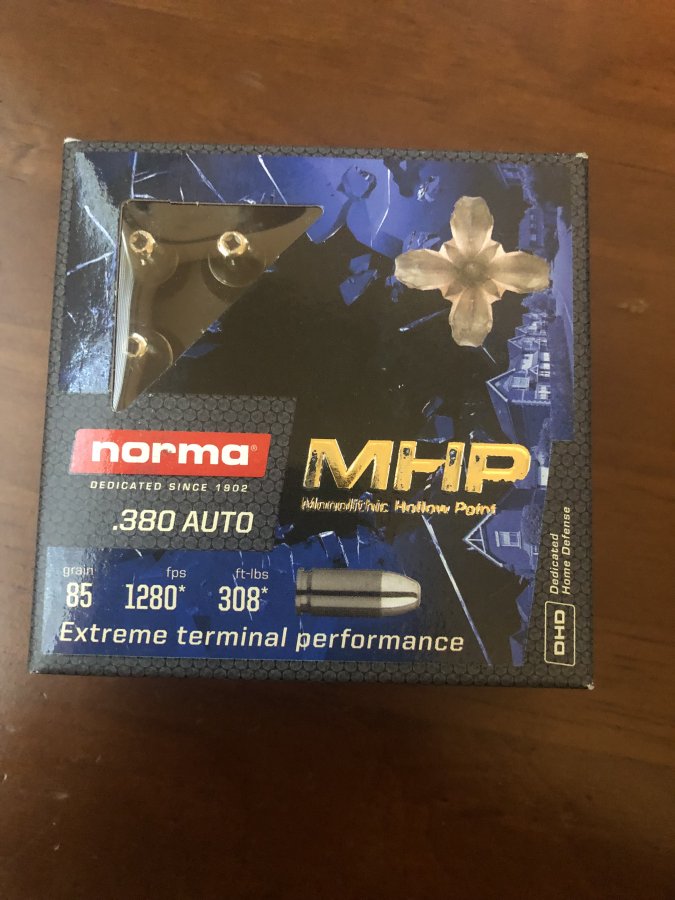 norma®
DEDICATED SINCE 1902
.380 AUTO
MHP
Monolithic Hollow Point
grain
85
fps
1280*
ft-lbs
308*
Extreme terminal performance
DHD
Dedicated
Home Defense